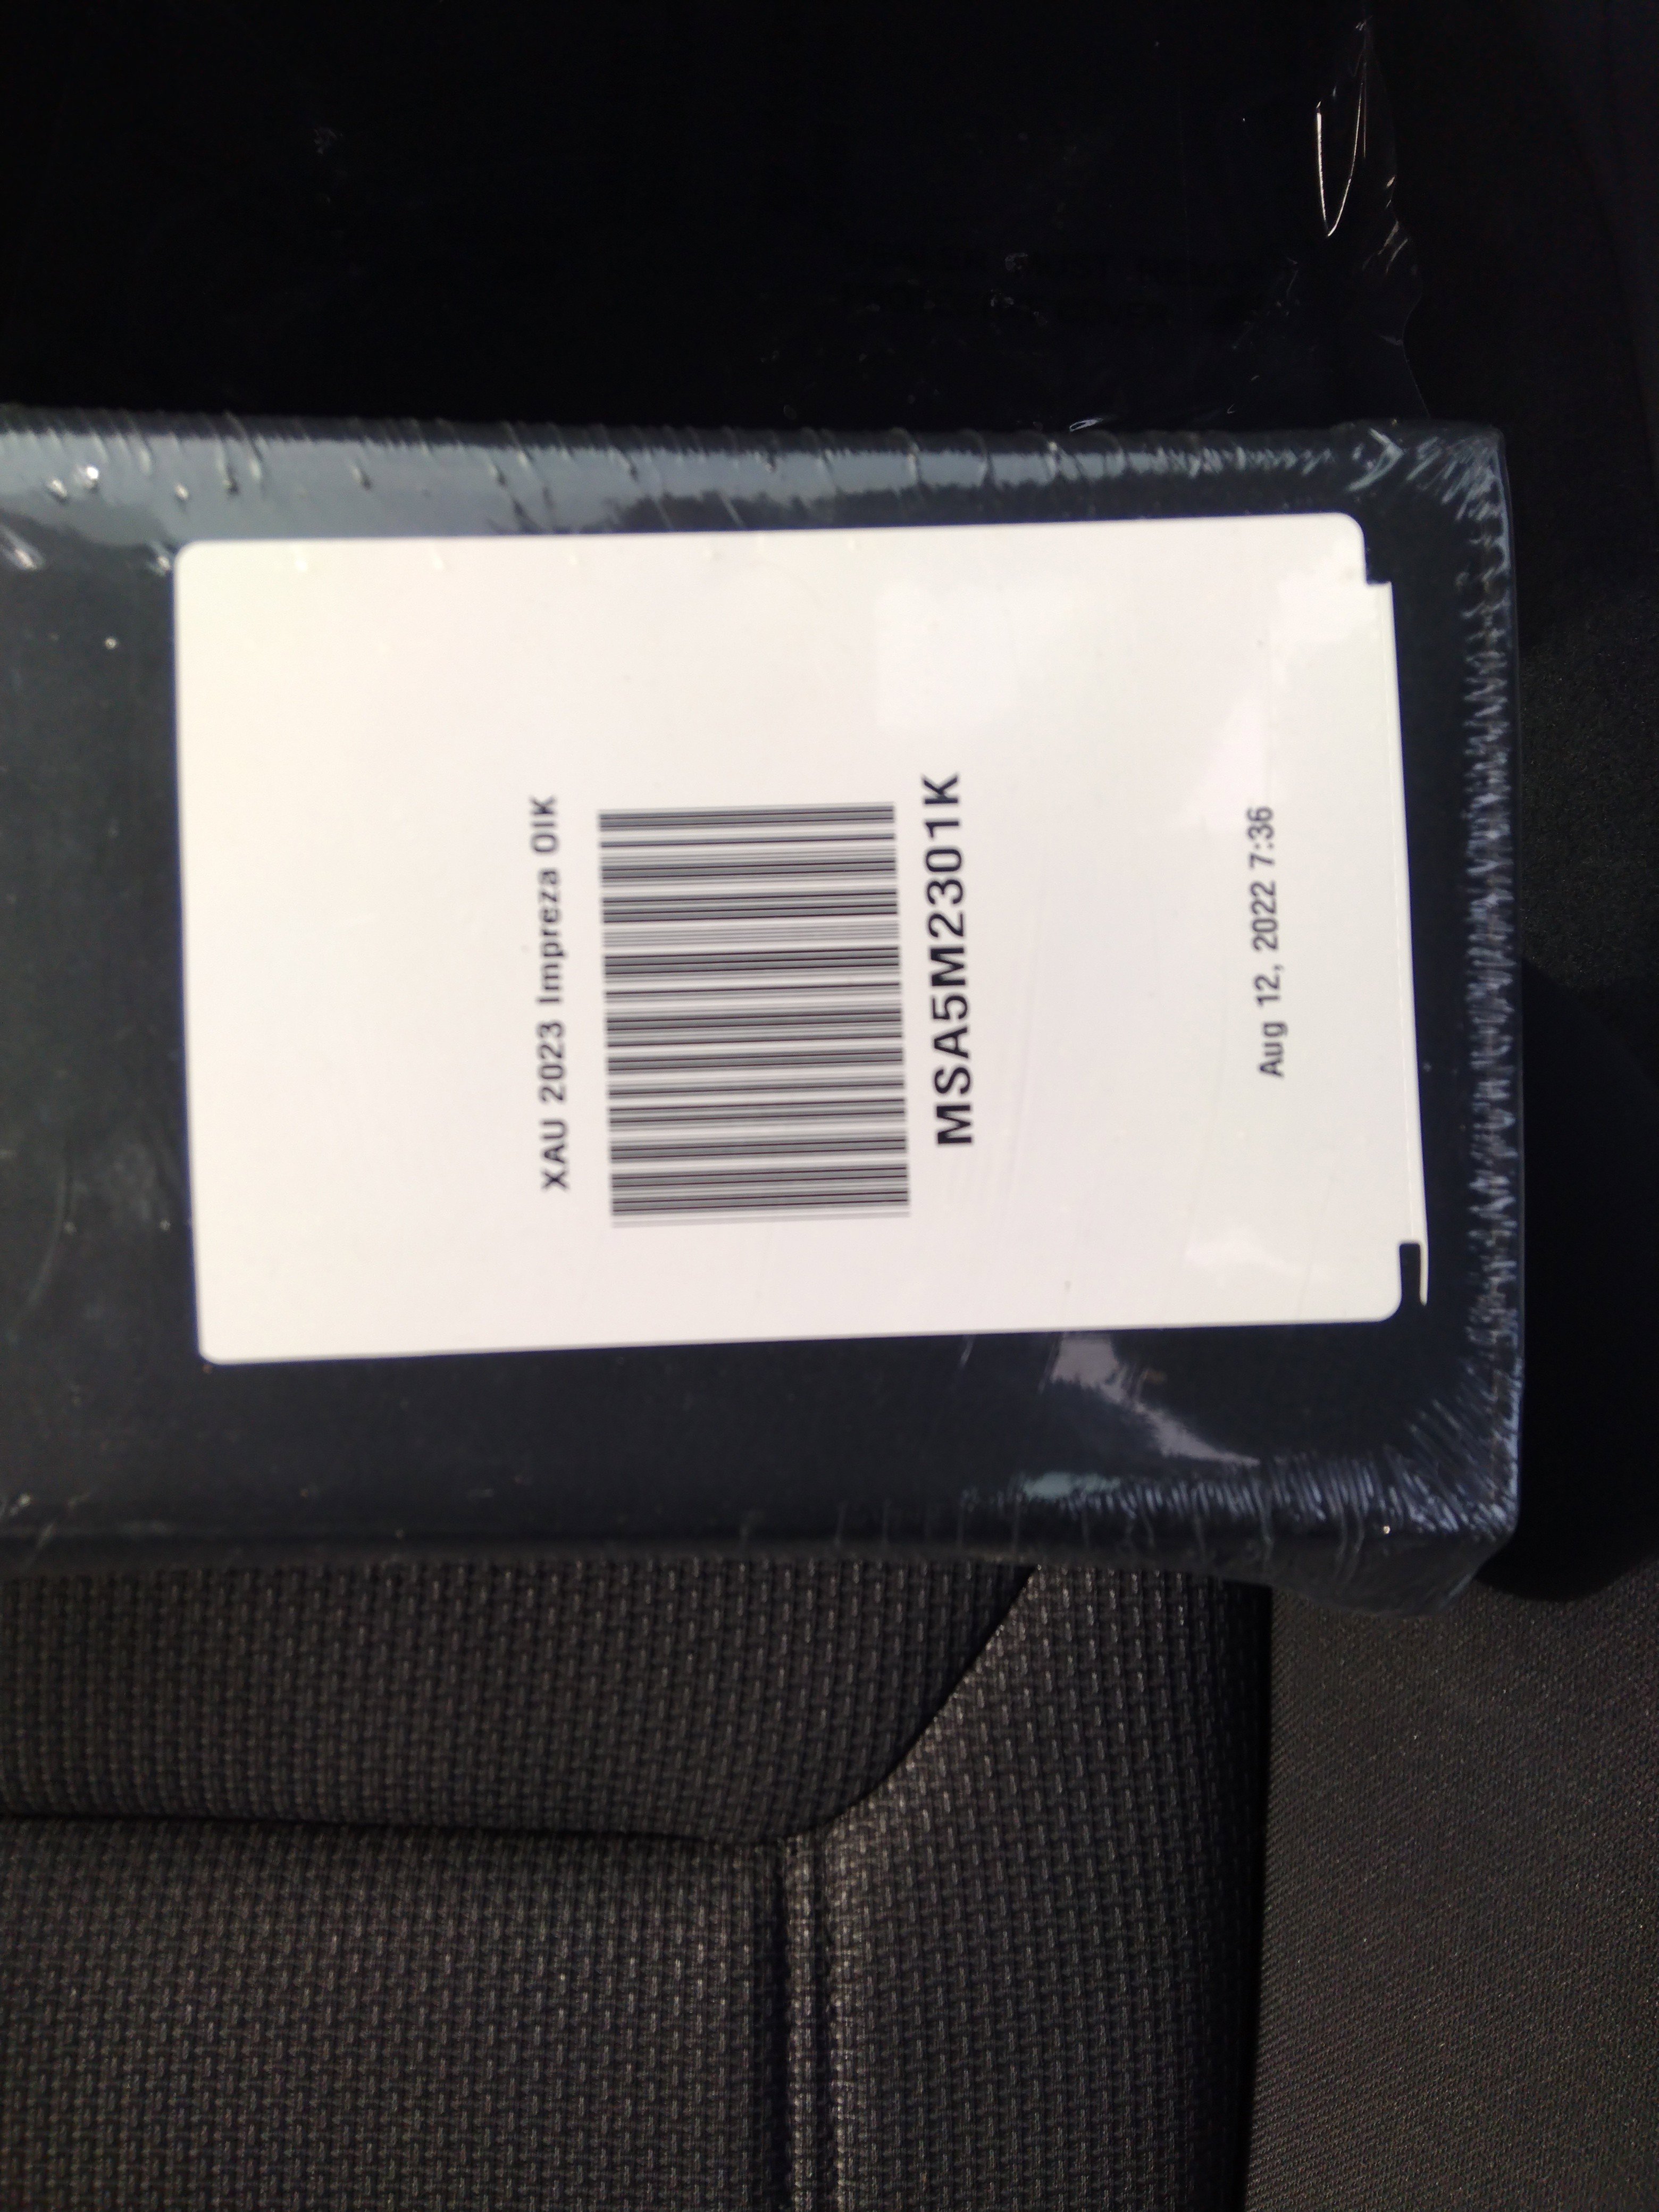 XAU 2023 Impreza OIK
MSA5M2301K
Aug 12, 2022 7:36